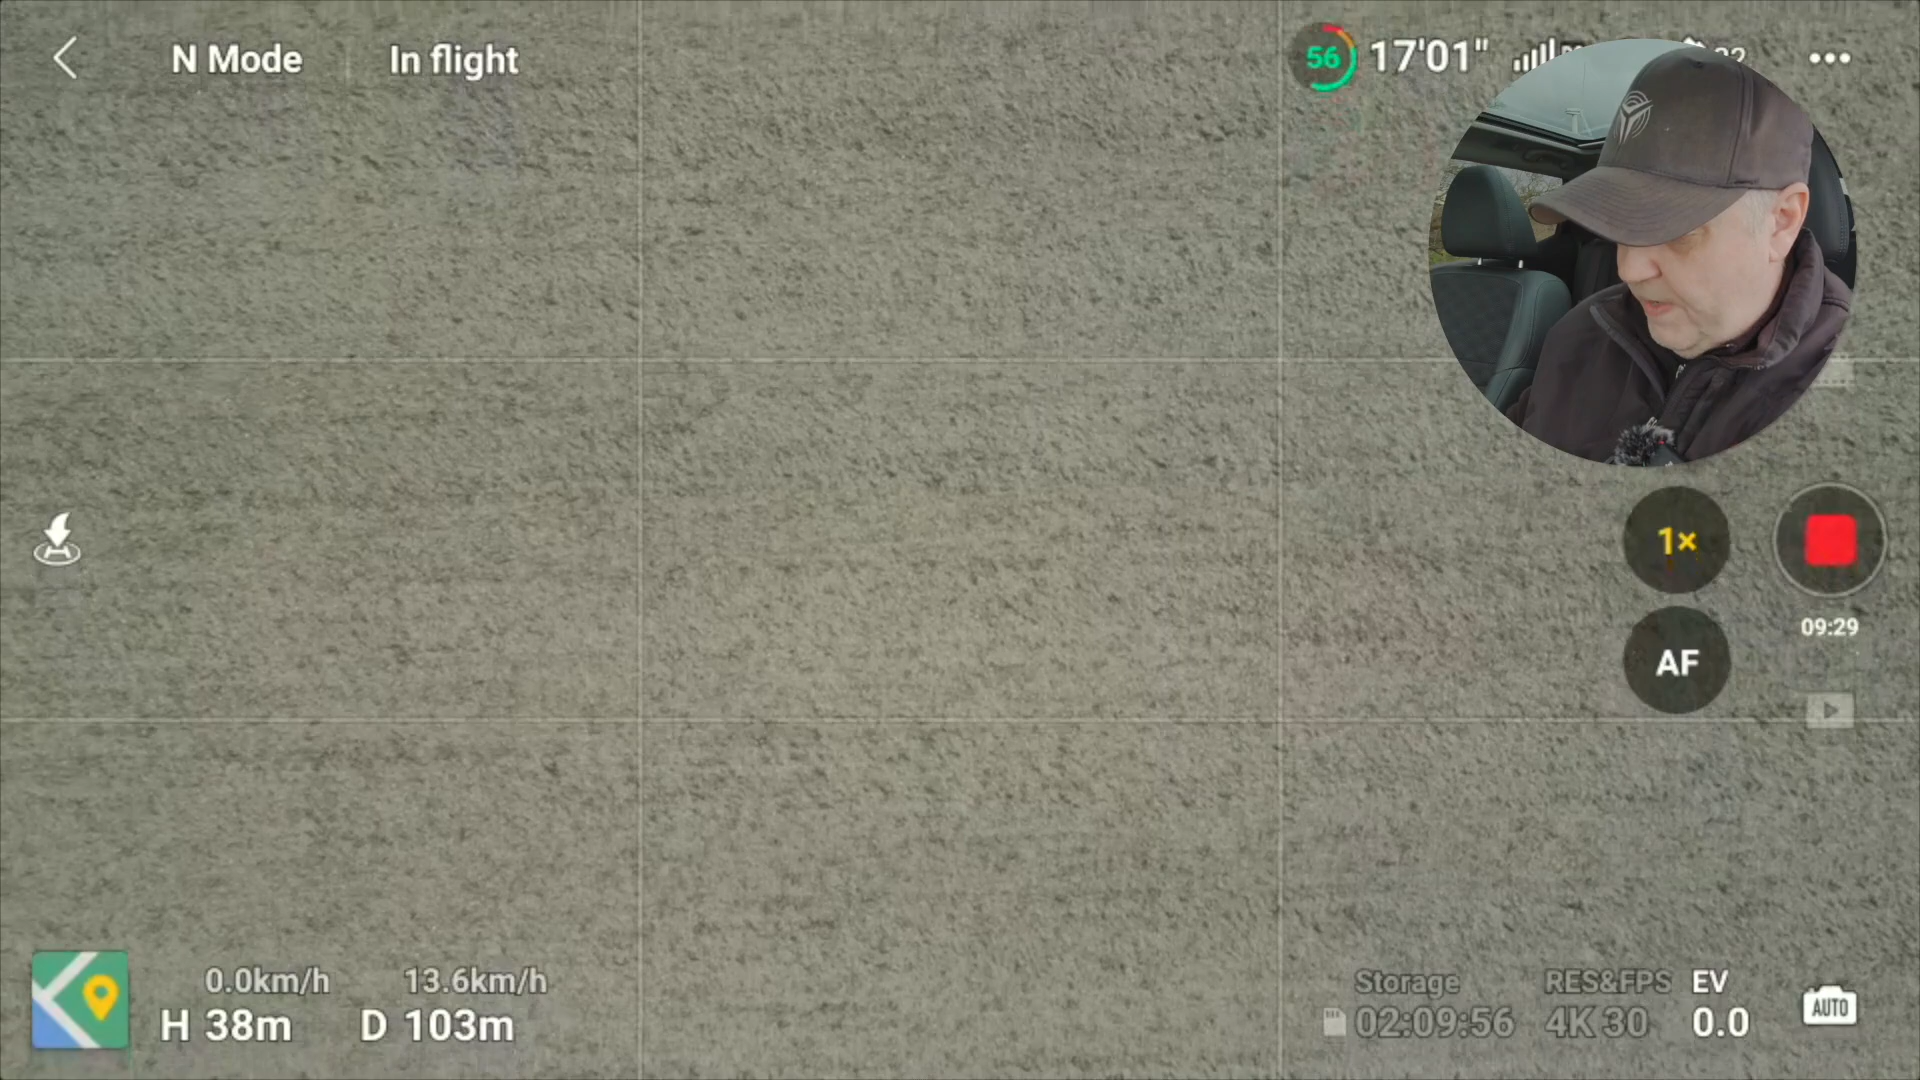 N Mode In flight
56 17'01" 22
1×
09:29
AF
0.0km/h 13.6km/h
H 38m D 103m
Storage RES&FPS EV
02:09:56 4K 30 0.0
AUTO